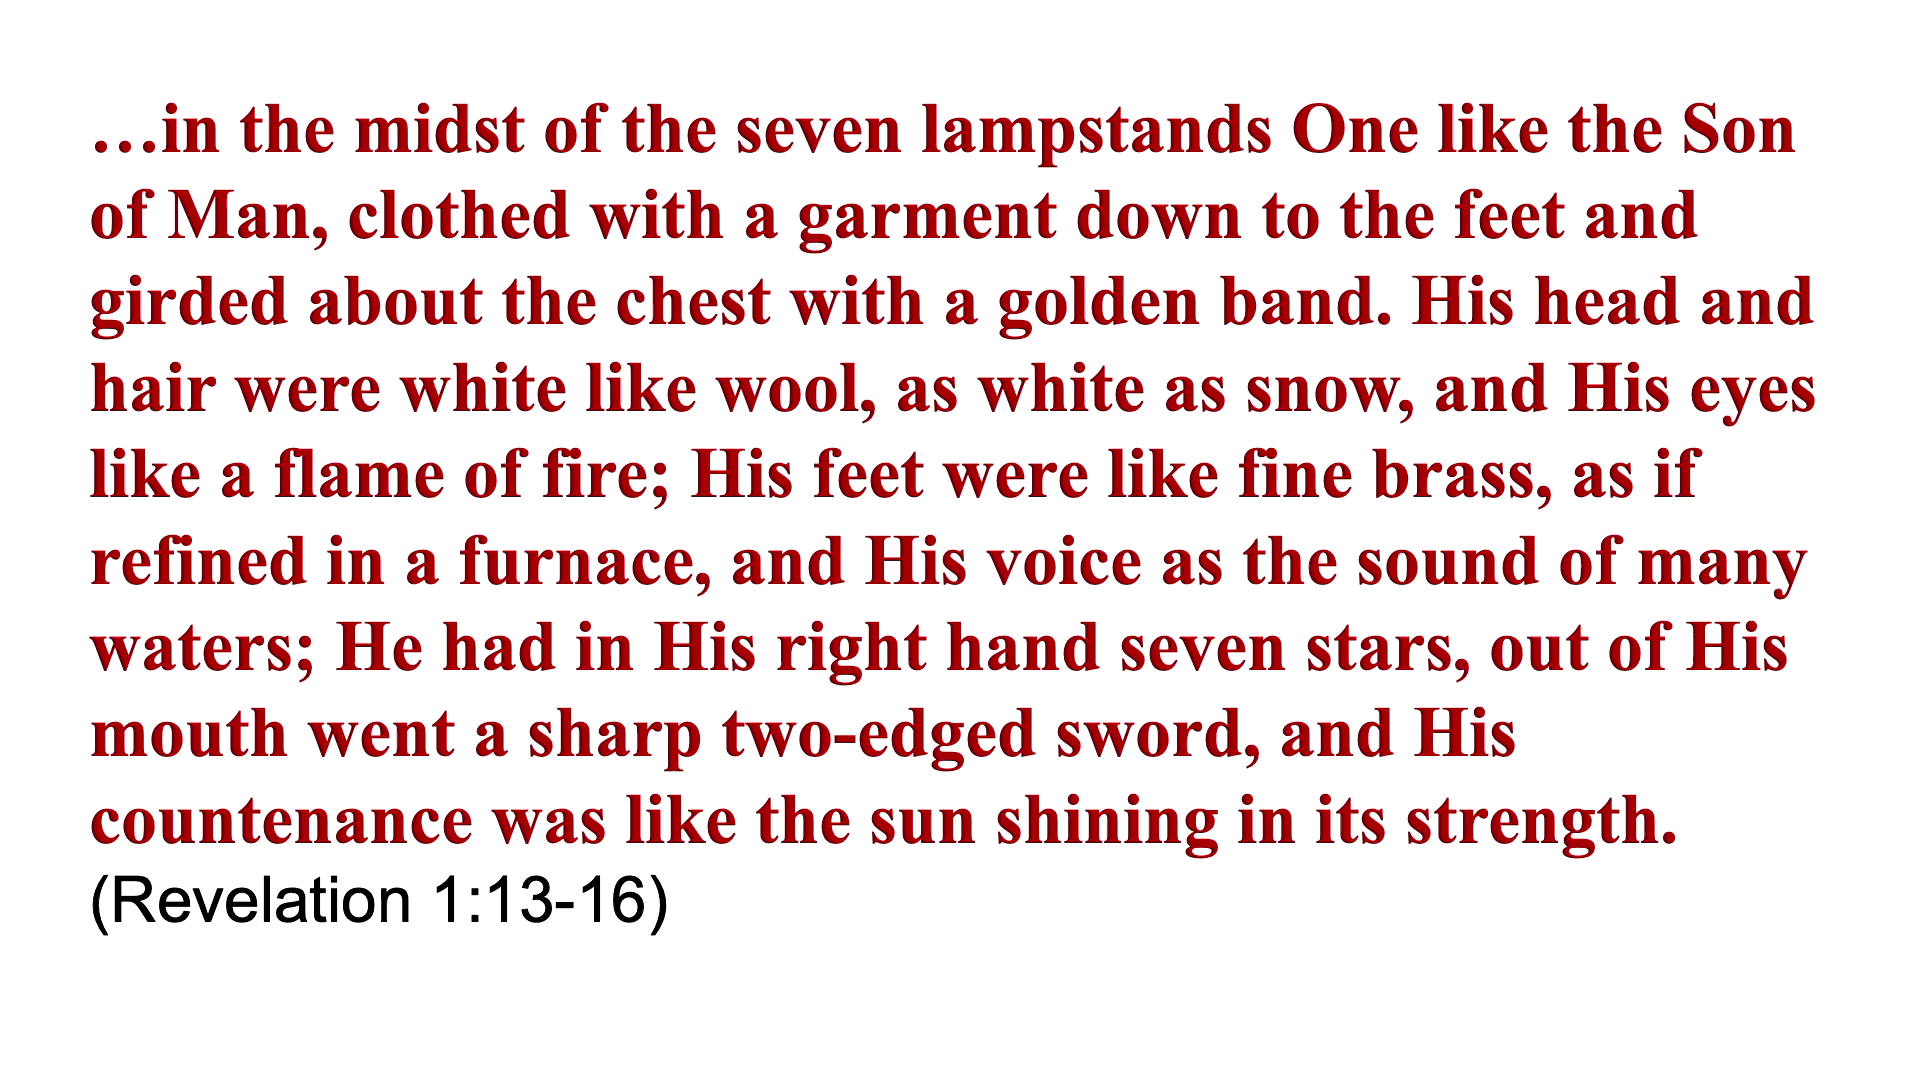 …in the midst of the seven lampstands One like the Son
of Man, clothed with a garment down to the feet and
girded about the chest with a golden band. His head and
hair were white like wool, as white as snow, and His eyes
like a flame of fire; His feet were like fine brass, as if
refined in a furnace, and His voice as the sound of many
waters; He had in His right hand seven stars, out of His
mouth went a sharp two-edged sword, and His
countenance was like the sun shining in its strength.
(Revelation 1:13-16)